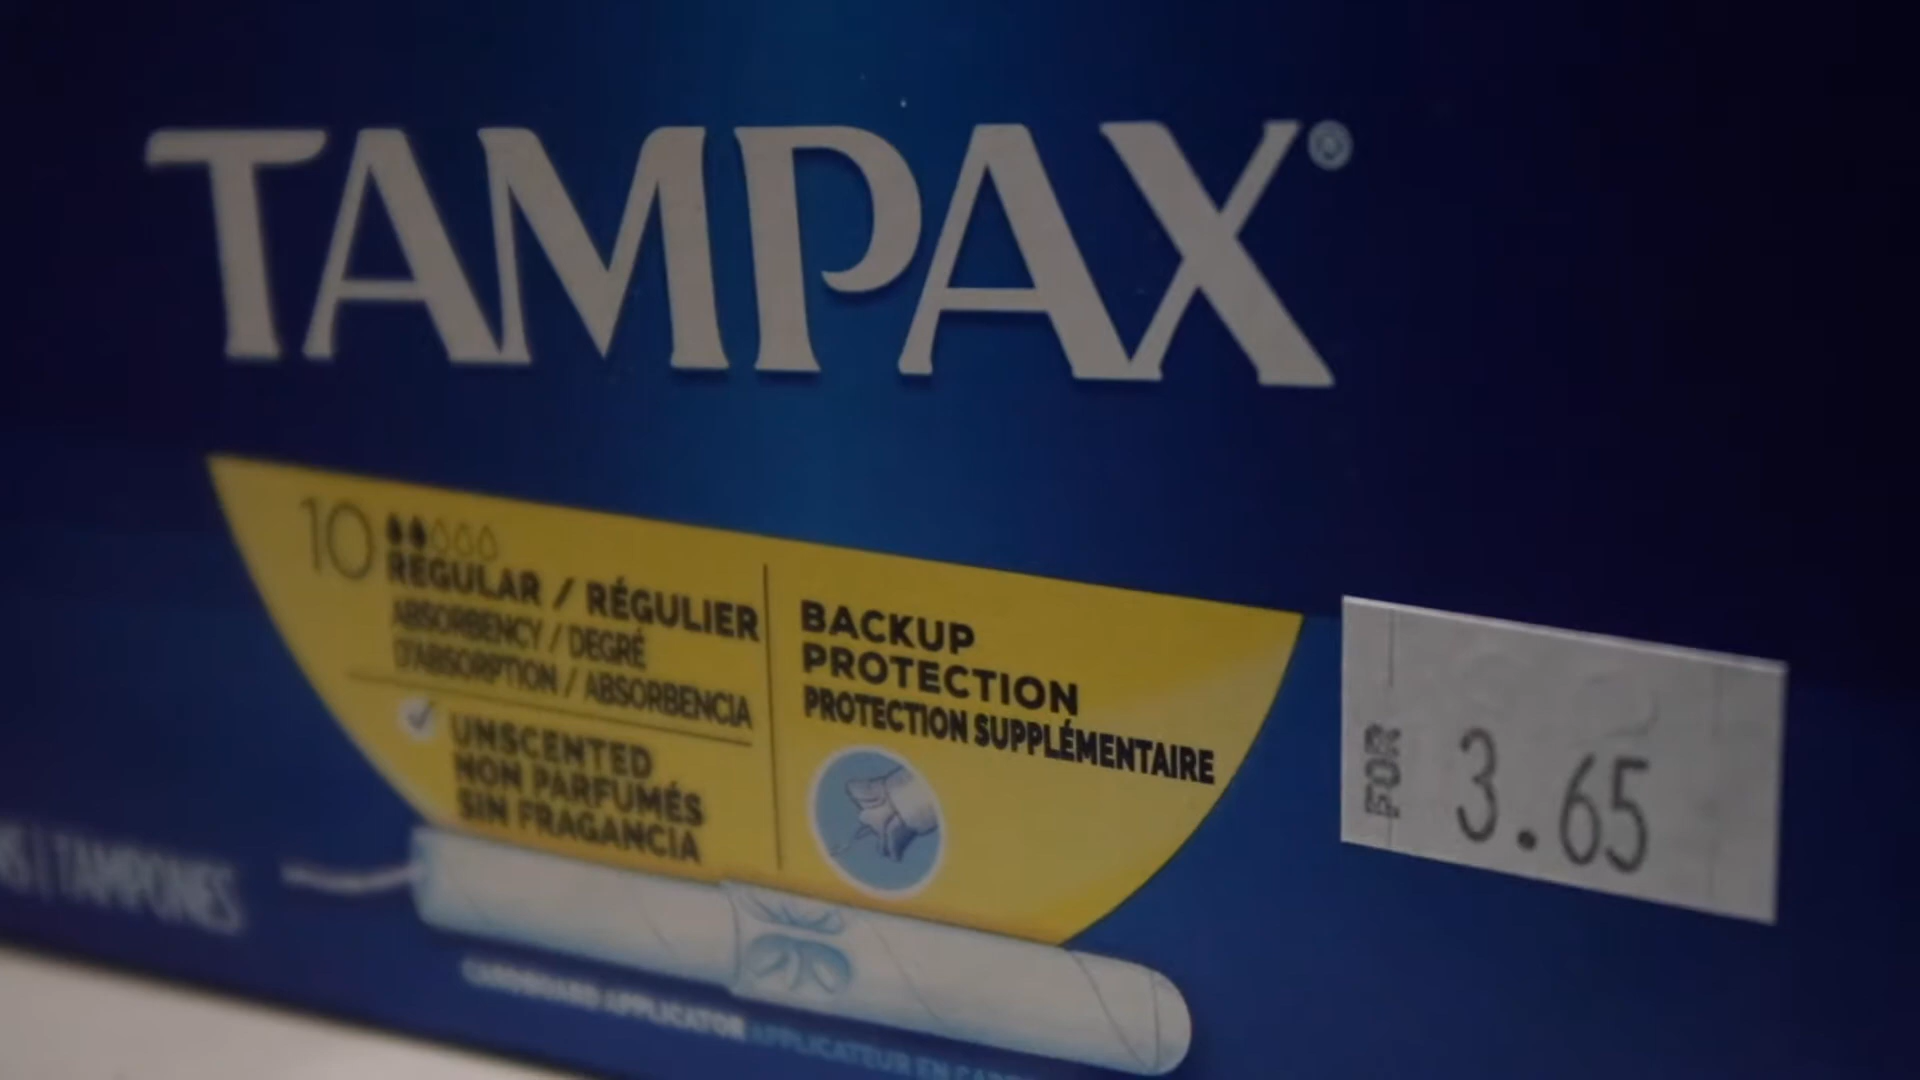 TAMPAX®
10
REGULAR / RÉGULIER
ABSORBENCY / DEGRÉ
D'ABSORPTION / ABSORBENCIA
UNSCENTED
NON PARFUMÉS
SIN FRAGANCIA
BACKUP
PROTECTION
PROTECTION SUPPLÉMENTAIRE
FOR 3.65
TAMPONES
CARDBOARD APPLICATOR APPLICATEUR EN